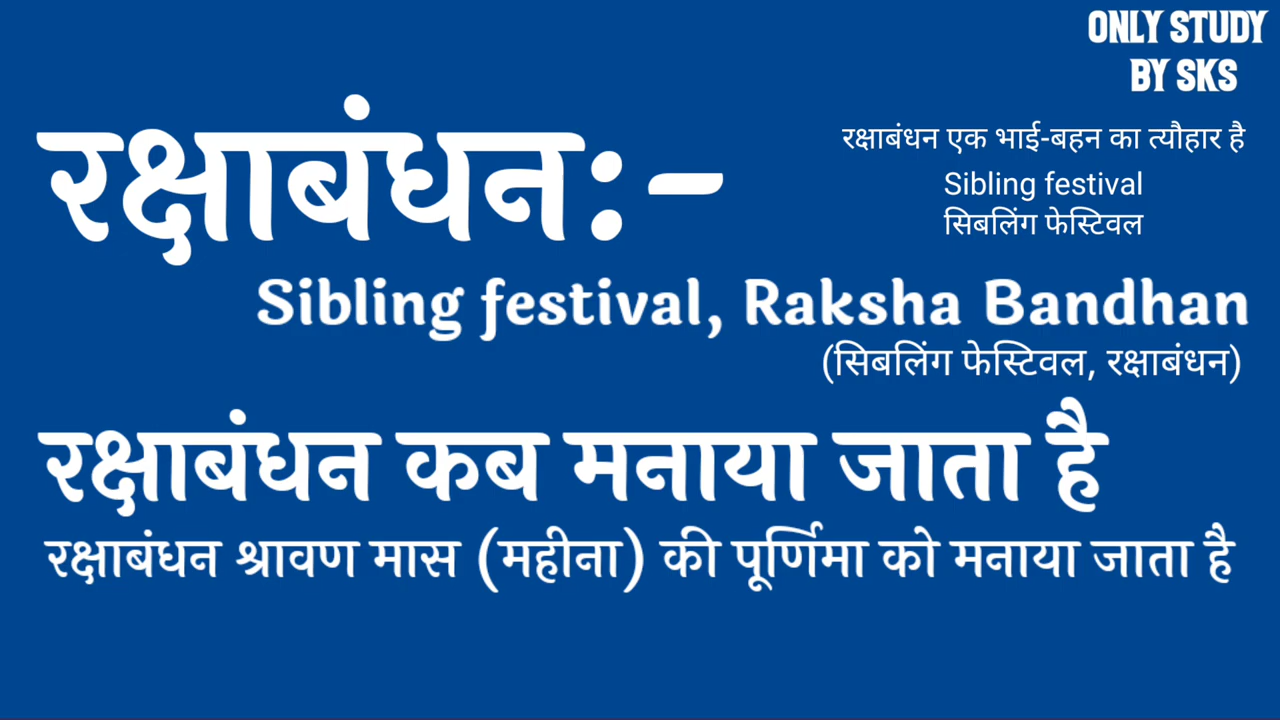 ONLY STUDY
BY SKS
रक्षाबंधन:-
रक्षाबंधन एक भाई-बहन का त्यौहार है
Sibling festival
सिबलिंग फेस्टिवल
Sibling festival, Raksha Bandhan
(सिबलिंग फेस्टिवल, रक्षाबंधन)
रक्षाबंधन कब मनाया जाता है
रक्षाबंधन श्रावण मास (महीना) की पूर्णिमा को मनाया जाता है